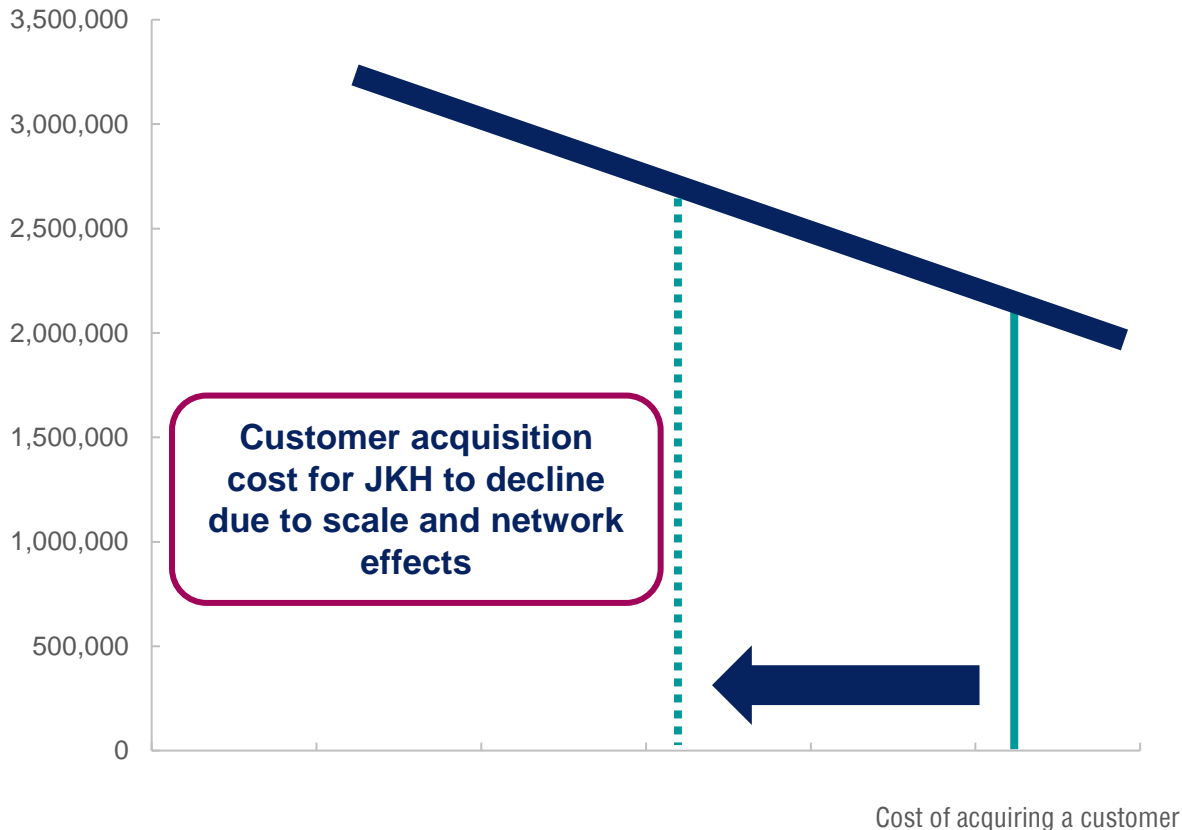 3,500,000
3,000,000
2,500,000
2,000,000
1,500,000
1,000,000
500,000
0
Customer acquisition
cost for JKH to decline
due to scale and network
effects
Cost of acquiring a customer